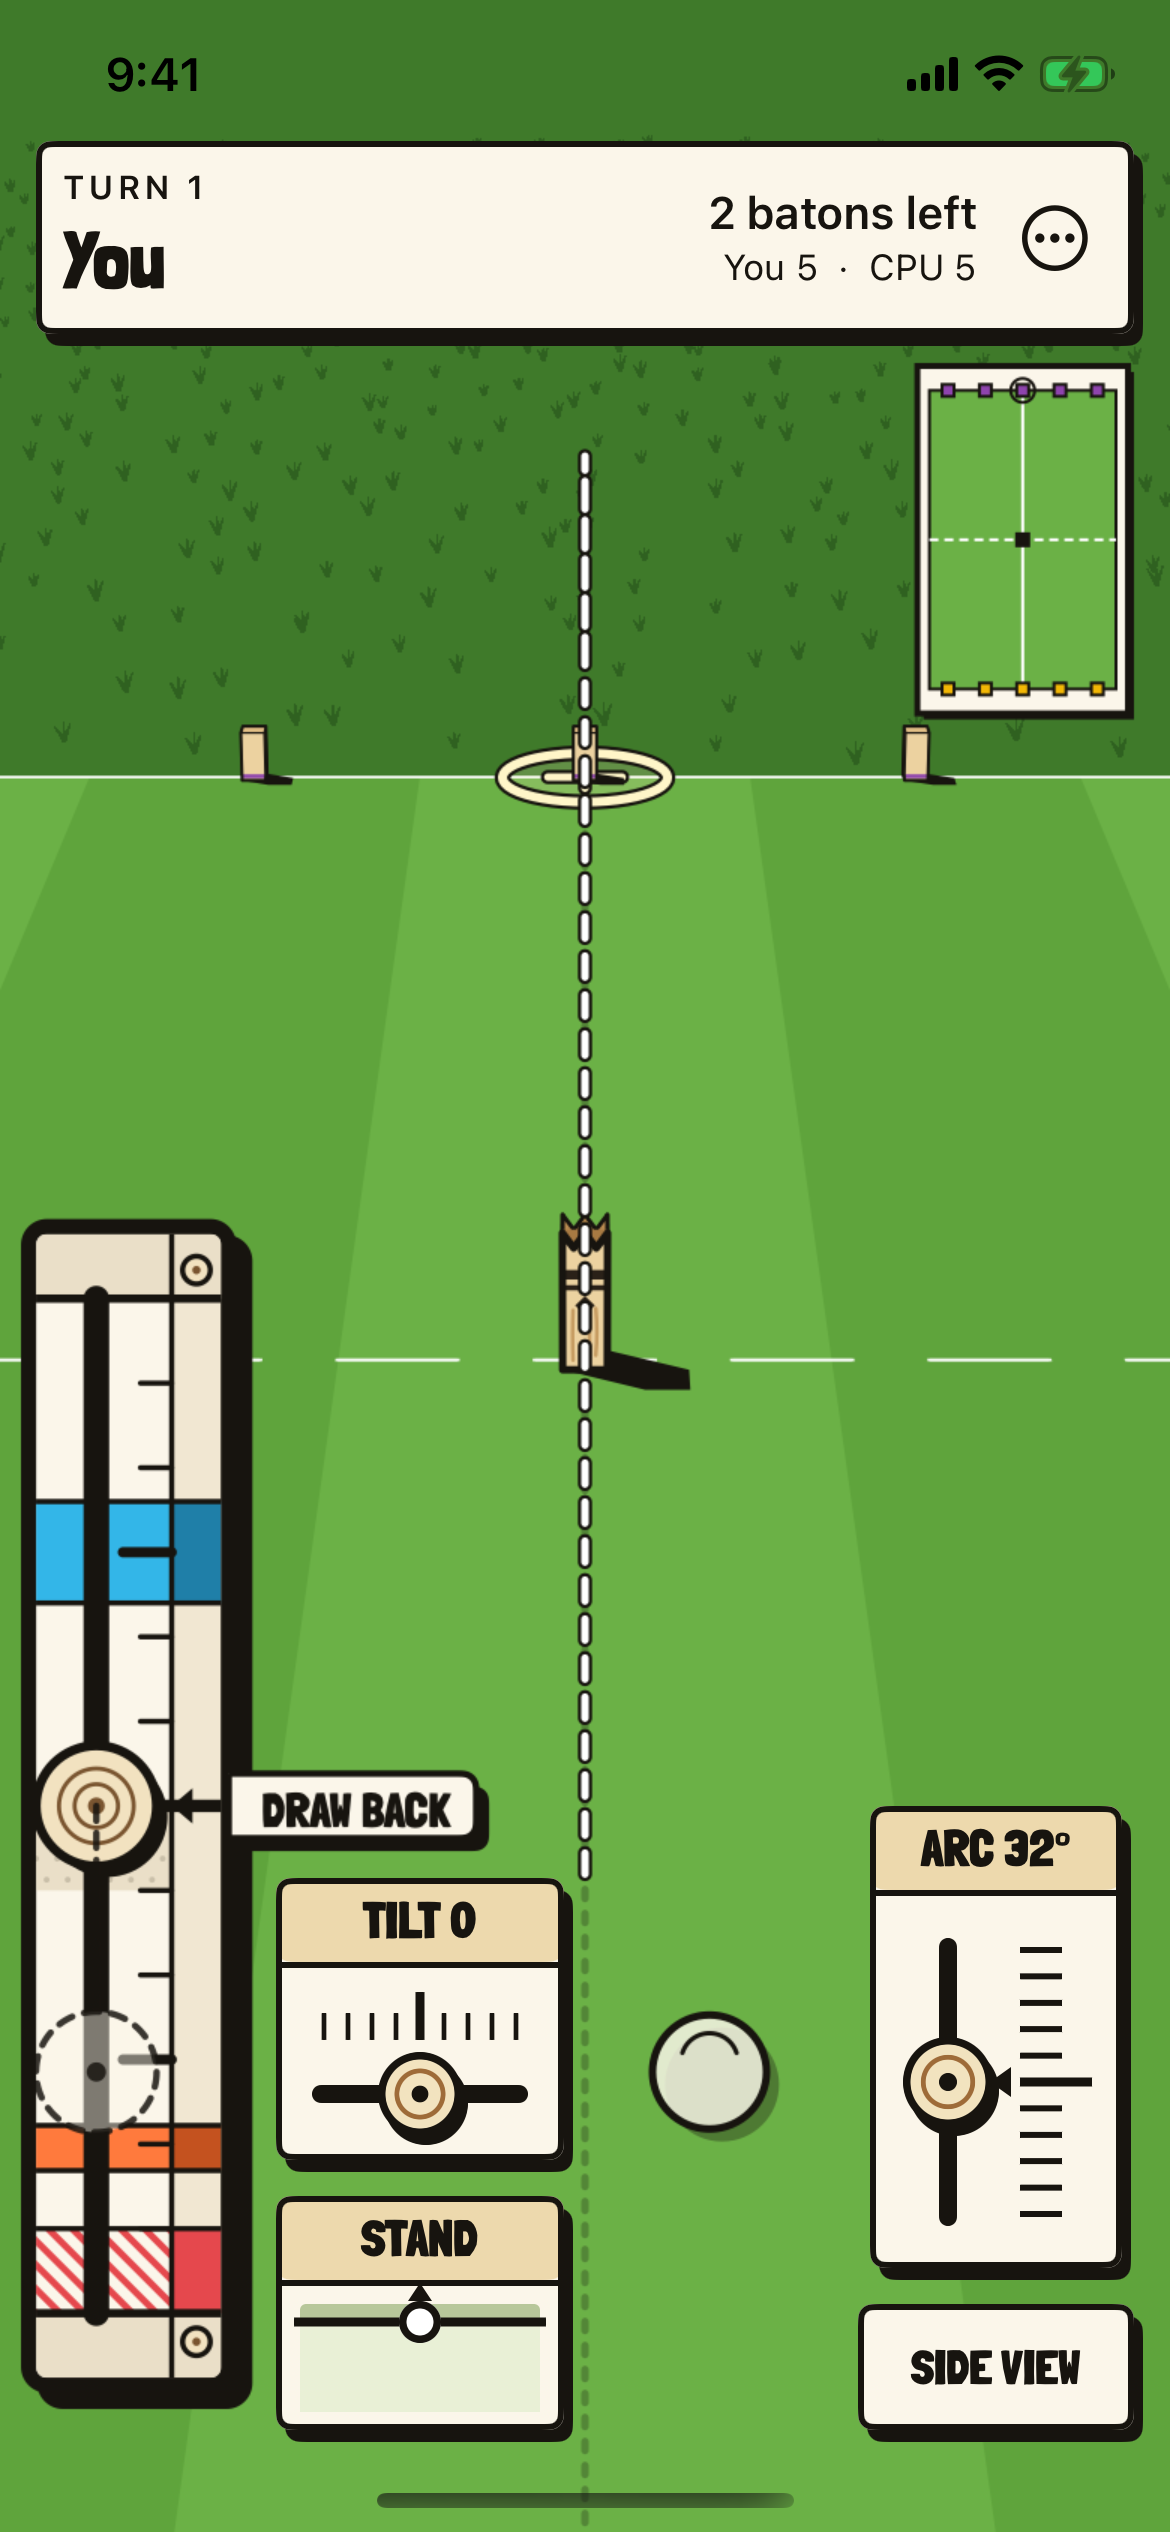 9:41
TURN 1
You
2 batons left
You 5 · CPU 5
DRAW BACK
TILT 0
ARC 32°
STAND
SIDE VIEW